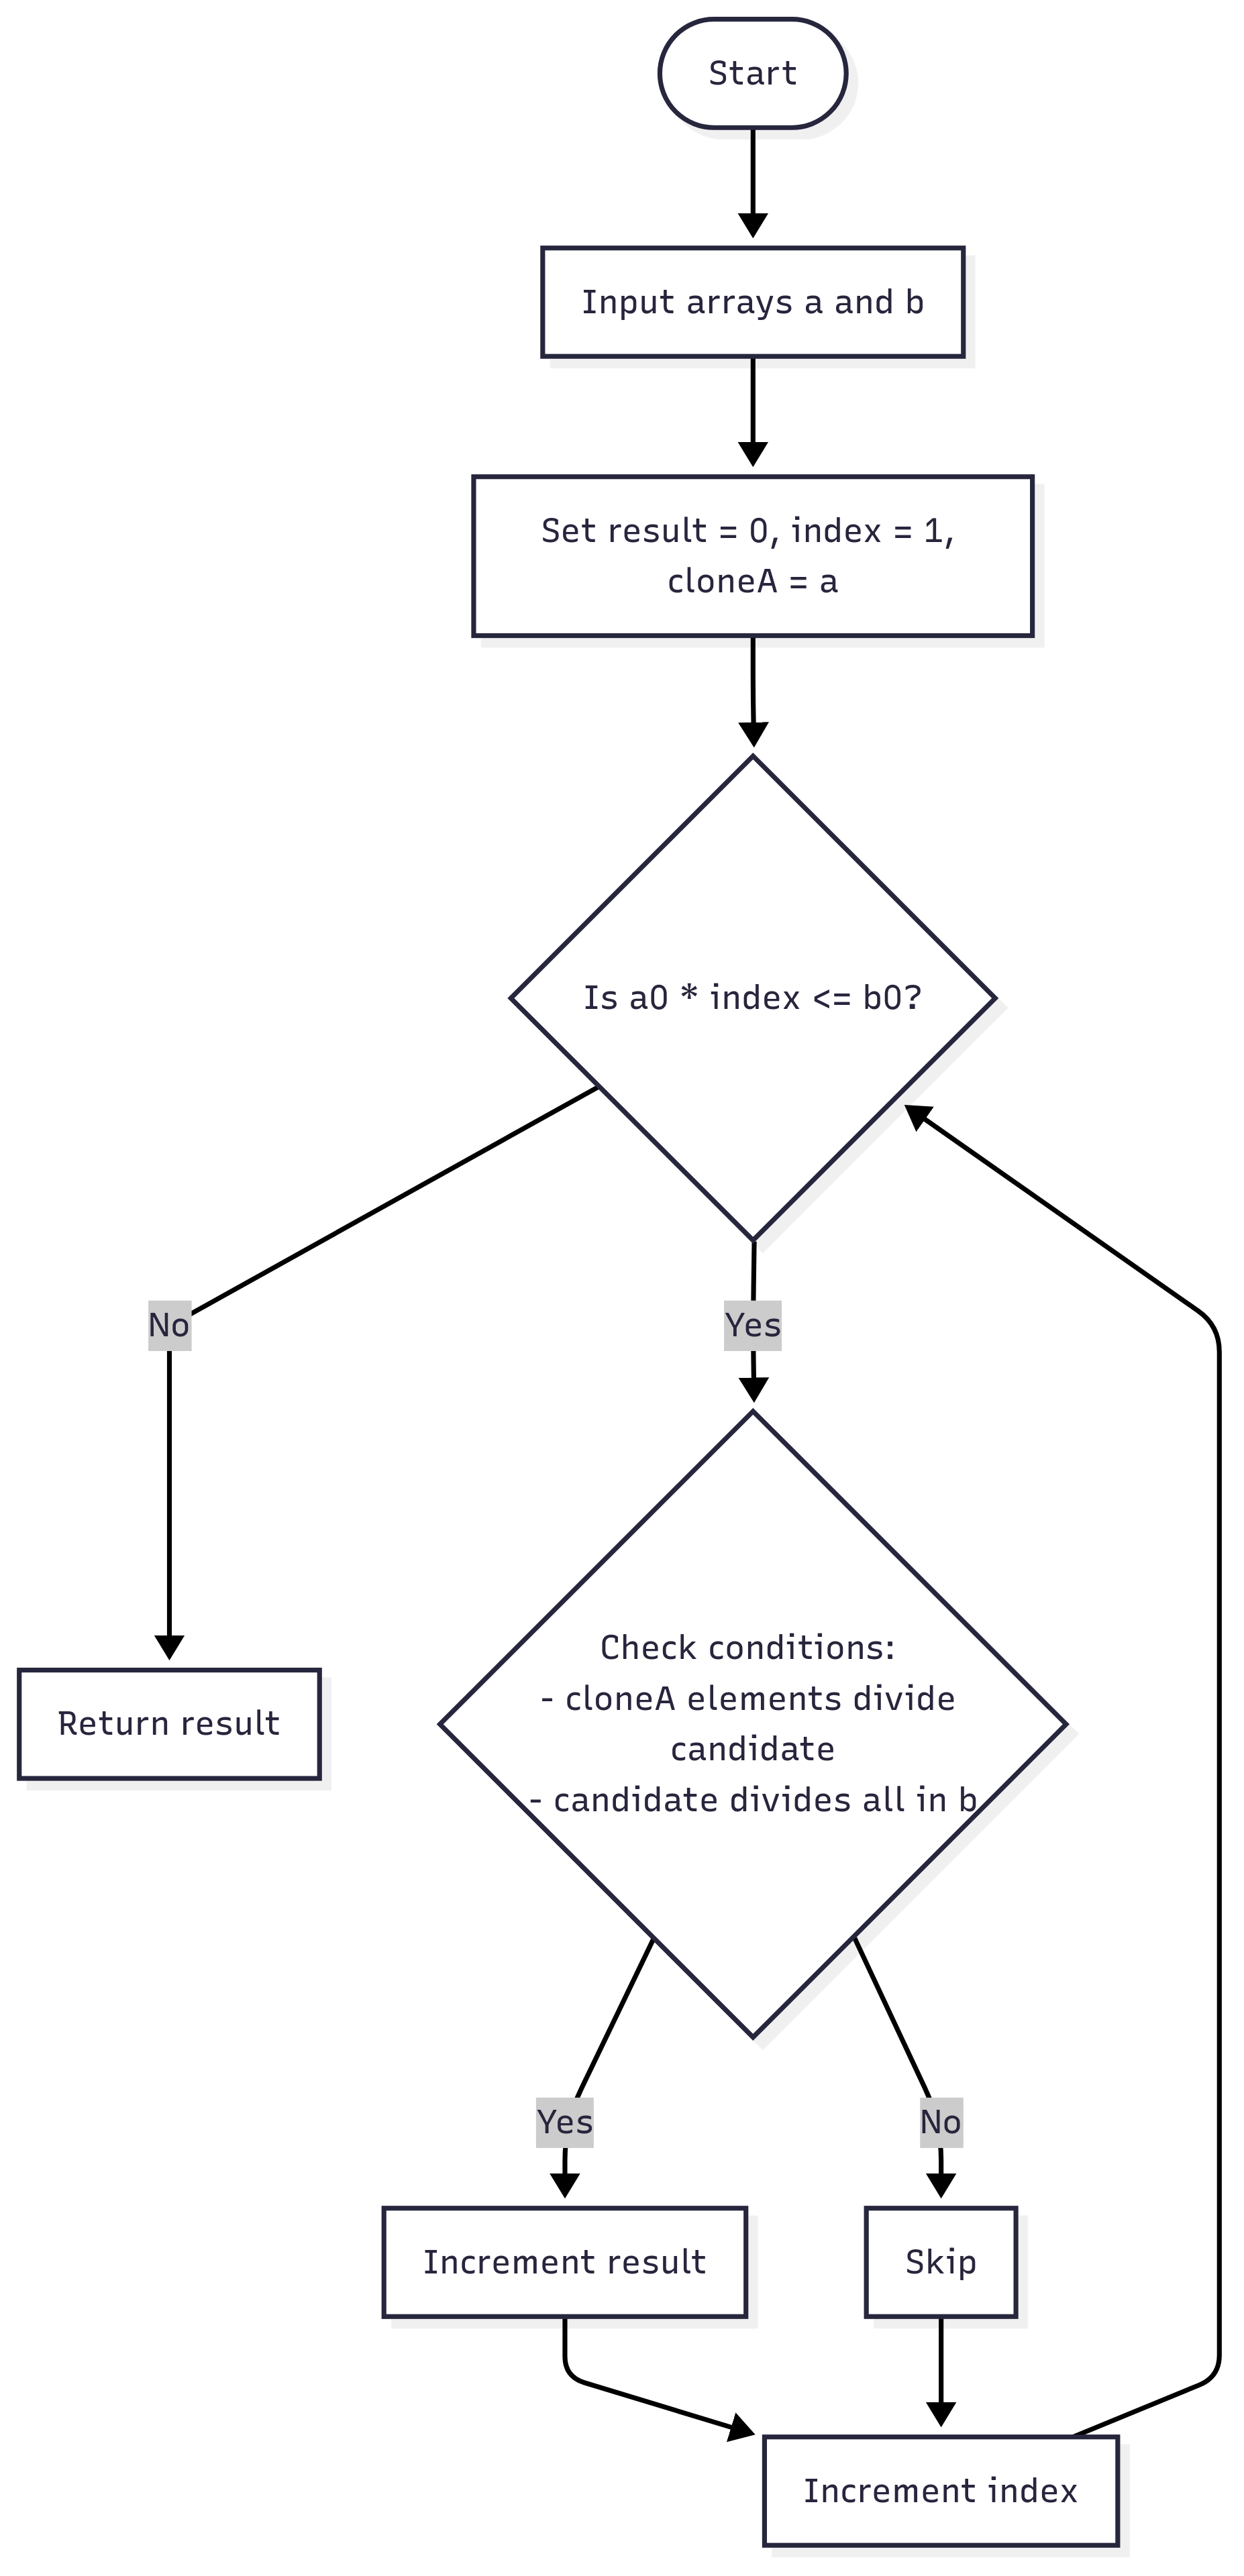 Start
Input arrays a and b
Set result = 0, index = 1,
cloneA = a
Is a0 * index <= b0?
No
Yes
Check conditions:
- cloneA elements divide
candidate
- candidate divides all in b
Return result
Yes
No
Increment result
Skip
Increment index